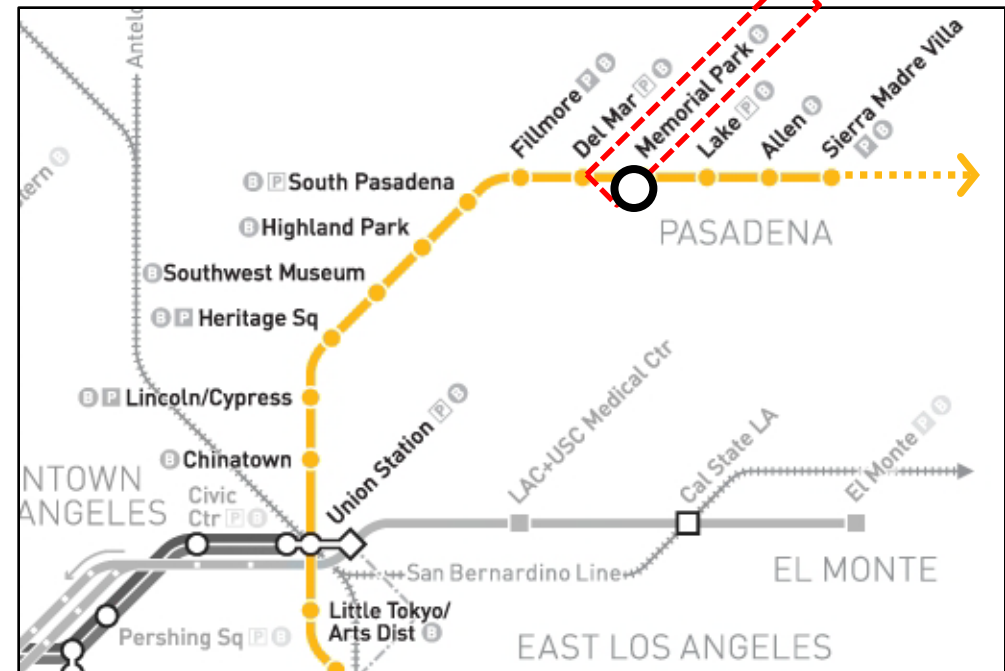 Antelo
stern B
Fillmore P B
Del Mar P B
Memorial Park B
Lake P B
Allen B
Sierra Madre Villa
P B
B P South Pasadena
B Highland Park
B Southwest Museum
B P Heritage Sq
B P Lincoln/Cypress
B Chinatown
PASADENA
Union Station P B
LAC+USC Medical Ctr
Cal State LA
El Monte P B
NTOWN
ANGELES
Civic
Ctr P B
San Bernardino Line
EL MONTE
Little Tokyo/
Arts Dist B
Pershing Sq P B
EAST LOS ANGELES